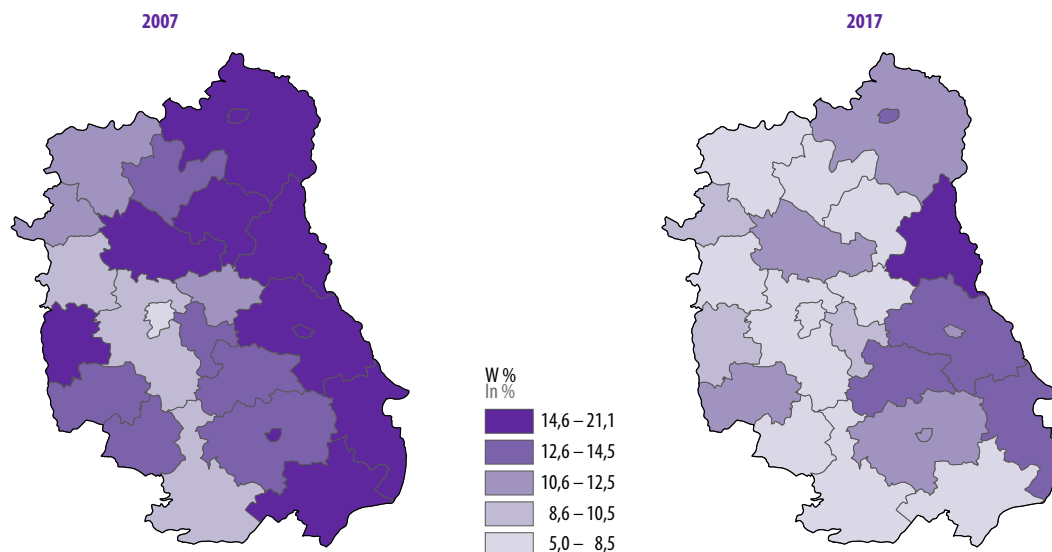 2007
2017
W %
In %
14,6 – 21,1
12,6 – 14,5
10,6 – 12,5
8,6 – 10,5
5,0 – 8,5